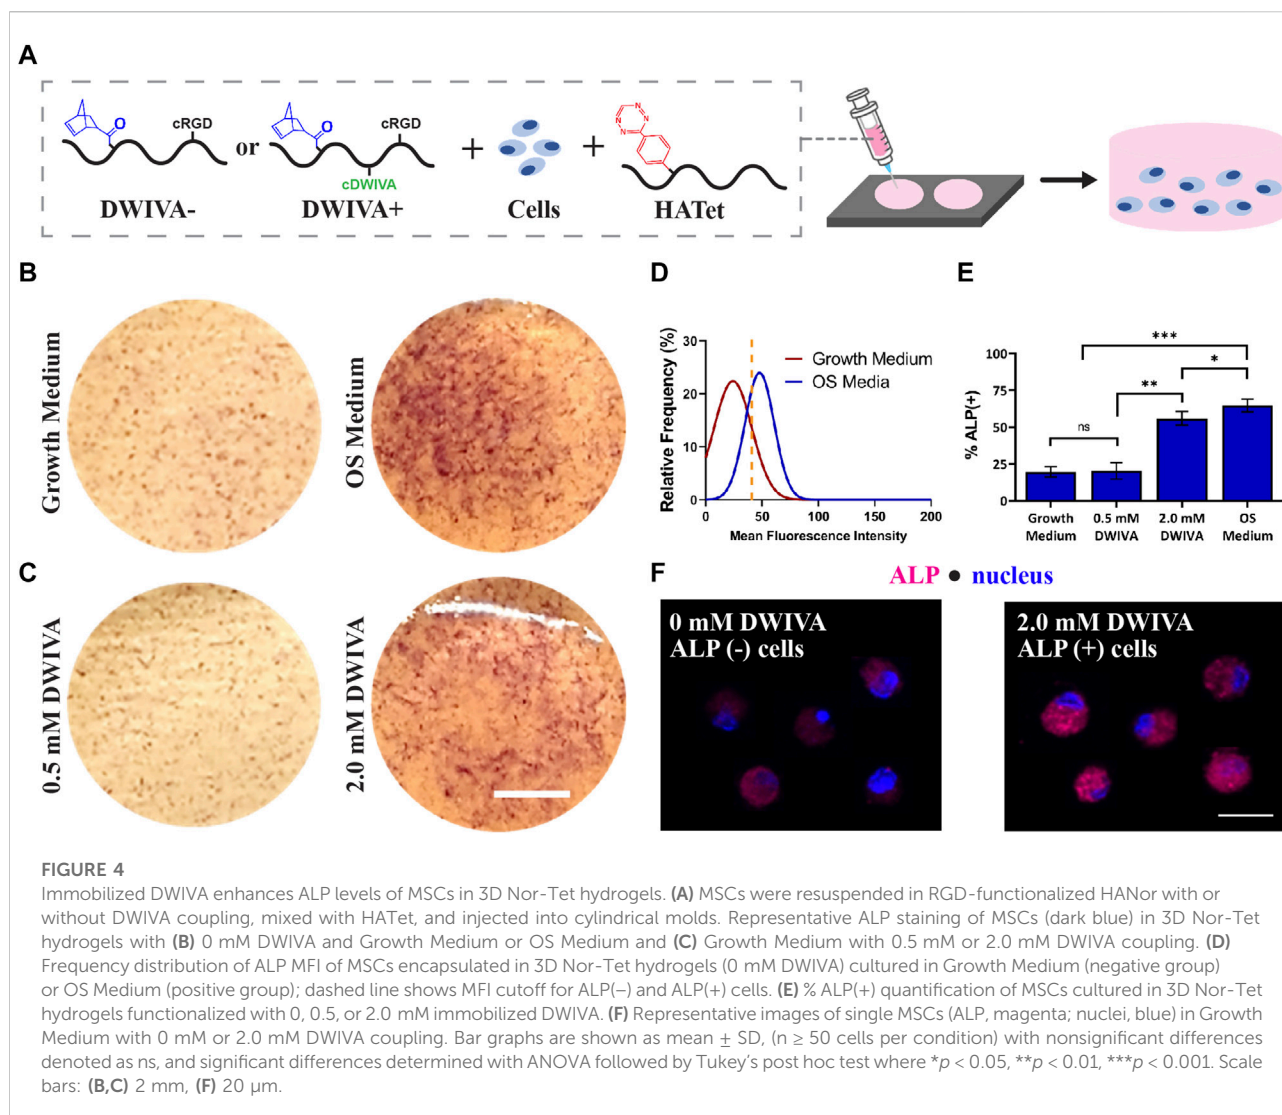 A
cRGD
O
DWIVA-
or
cRGD
O
cDWIVA
DWIVA+
+
Cells
+
N
N
N
N
HATet
B
Growth Medium
OS Medium
C
0.5 mM DWIVA
2.0 mM DWIVA
D
Relative Frequency (%)
30
20
10
0
Growth Medium
OS Media
0 50 100 150 200
Mean Fluorescence Intensity
E
% ALP(+)
100
75
50
25
0
ns
**
*
***
Growth Medium
0.5 mM DWIVA
2.0 mM DWIVA
OS Medium
F
ALP ● nucleus
0 mM DWIVA
ALP (-) cells
2.0 mM DWIVA
ALP (+) cells
FIGURE 4
Immobilized DWIVA enhances ALP levels of MSCs in 3D Nor-Tet hydrogels. (A) MSCs were resuspended in RGD-functionalized HANor with or
without DWIVA coupling, mixed with HATet, and injected into cylindrical molds. Representative ALP staining of MSCs (dark blue) in 3D Nor-Tet
hydrogels with (B) 0 mM DWIVA and Growth Medium or OS Medium and (C) Growth Medium with 0.5 mM or 2.0 mM DWIVA coupling. (D)
Frequency distribution of ALP MFI of MSCs encapsulated in 3D Nor-Tet hydrogels (0 mM DWIVA) cultured in Growth Medium (negative group)
or OS Medium (positive group); dashed line shows MFI cutoff for ALP(−) and ALP(+) cells. (E) % ALP(+) quantification of MSCs cultured in 3D Nor-Tet
hydrogels functionalized with 0, 0.5, or 2.0 mM immobilized DWIVA. (F) Representative images of single MSCs (ALP, magenta; nuclei, blue) in Growth
Medium with 0 mM or 2.0 mM DWIVA coupling. Bar graphs are shown as mean ± SD, (n ≥ 50 cells per condition) with nonsignificant differences
denoted as ns, and significant differences determined with ANOVA followed by Tukey's post hoc test where *p < 0.05, **p < 0.01, ***p < 0.001. Scale
bars: (B,C) 2 mm, (F) 20 µm.